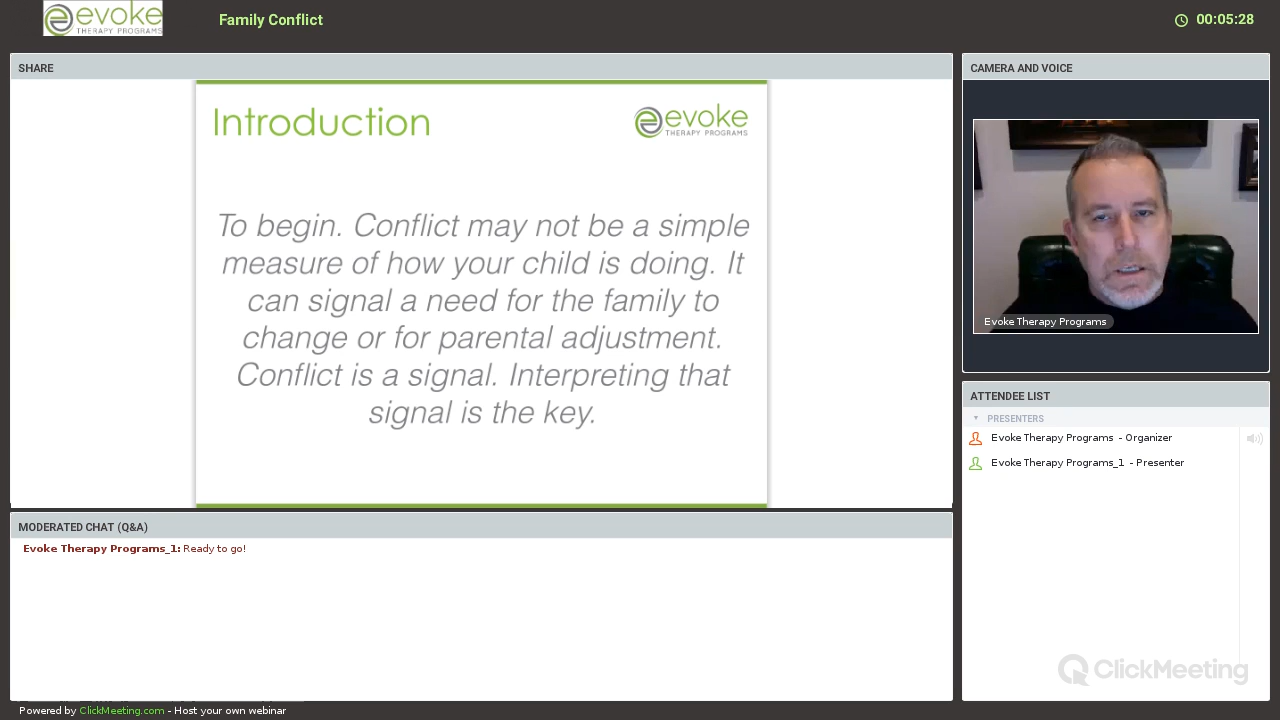 evoke
THERAPY PROGRAMS
Family Conflict
00:05:28
SHARE
Introduction
evoke
THERAPY PROGRAMS
To begin. Conflict may not be a simple
measure of how your child is doing. It
can signal a need for the family to
change or for parental adjustment.
Conflict is a signal. Interpreting that
signal is the key.
CAMERA AND VOICE
Evoke Therapy Programs
ATTENDEE LIST
PRESENTERS
Evoke Therapy Programs - Organizer
Evoke Therapy Programs_1 - Presenter
MODERATED CHAT (Q&A)
Evoke Therapy Programs_1: Ready to go!
ClickMeeting
Powered by ClickMeeting.com - Host your own webinar